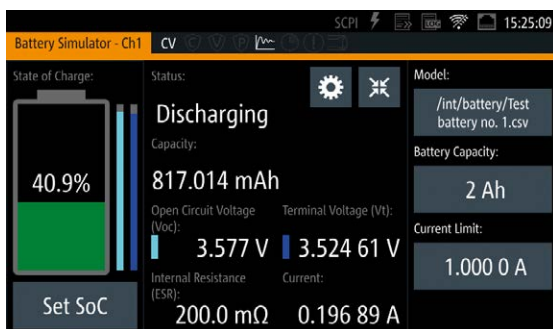 SCPI 15:25:09
Battery Simulator - Ch1 CV
State of Charge:
40.9%
Set SoC
Status:
Discharging
Capacity:
817.014 mAh
Open Circuit Voltage (Voc):
3.577 V
Terminal Voltage (Vt):
3.524 61 V
Internal Resistance (ESR):
200.0 mΩ
Current:
0.196 89 A
Model:
/int/battery/Test
battery no. 1.csv
Battery Capacity:
2 Ah
Current Limit:
1.000 0 A